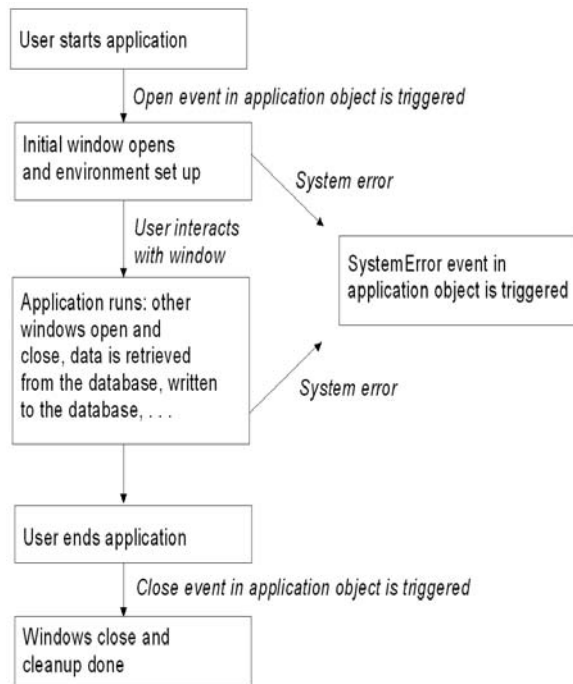 User starts application
Open event in application object is triggered
Initial window opens
and environment set up
System error
User interacts
with window
SystemError event in
application object is triggered
Application runs: other
windows open and
close, data is retrieved
from the database, written
to the database, . . .
System error
User ends application
Close event in application object is triggered
Windows close and
cleanup done